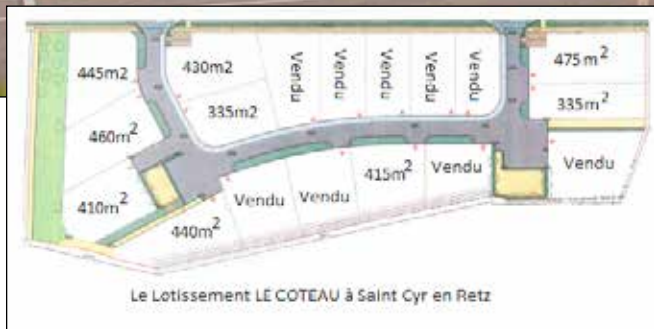 445m2
430m2
Vendu
Vendu
Vendu
Vendu
Vendu
475m²
335m2
335m²
460m²
410m²
440m²
Vendu
Vendu
415m²
Vendu
Vendu
Le Lotissement LE COTEAU à Saint Cyr en Retz